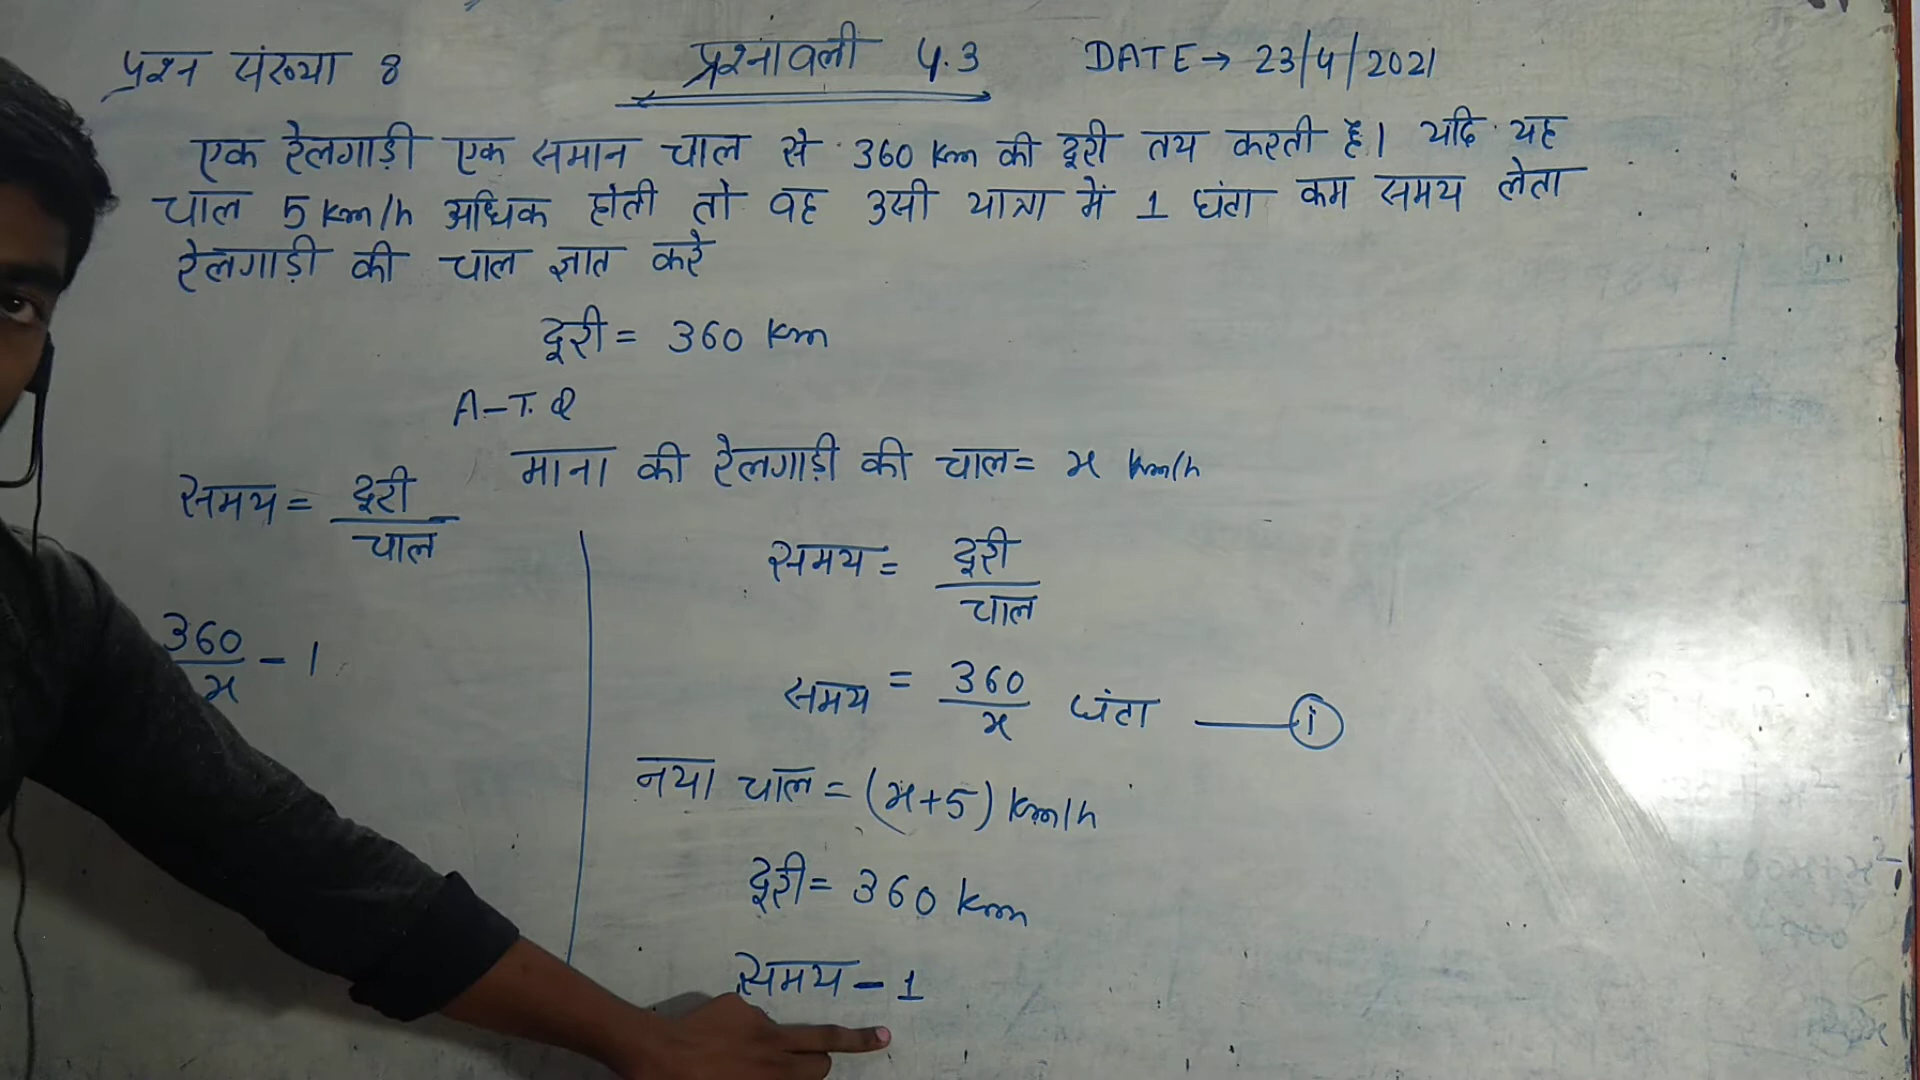 प्रश्न संख्या 8 प्रश्नावली 4.3 DATE → 23/4/2021
एक रेलगाड़ी एक समान चाल से 360 Km की दूरी तय करती है। यदि यह
चाल 5 Km/h अधिक होती तो वह उसी यात्रा में 1 घंटा कम समय लेता
रेलगाड़ी की चाल ज्ञात करे
दूरी = 360 Km
A-T.Q
माना की रेलगाड़ी की चाल = x km/h
समय = दूरी / चाल
360 / x - 1
समय = दूरी / चाल
समय = 360 / x घंटा — (i)
नया चाल = (x+5) Km/h
दूरी = 360 Km
समय - 1